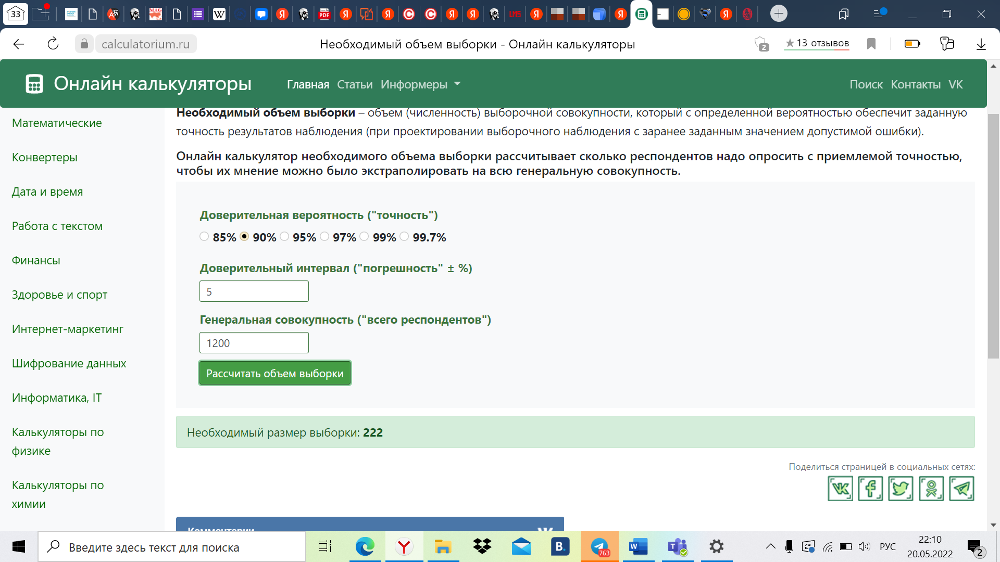 33
calculatorium.ru
Необходимый объем выборки - Онлайн калькуляторы
2
★13 отзывов
Онлайн калькуляторы
Главная Статьи Информеры
Поиск Контакты VK
Математические
Конвертеры
Дата и время
Работа с текстом
Финансы
Здоровье и спорт
Интернет-маркетинг
Шифрование данных
Информатика, IT
Калькуляторы по
физике
Калькуляторы по
химии
Необходимый объем выборки – объем (численность) выборочной совокупности, который с определенной вероятностью обеспечит заданную
точность результатов наблюдения (при проектировании выборочного наблюдения с заранее заданным значением допустимой ошибки).
Онлайн калькулятор необходимого объема выборки рассчитывает сколько респондентов надо опросить с приемлемой точностью,
чтобы их мнение можно было экстраполировать на всю генеральную совокупность.
Доверительная вероятность ("точность")
85% 90% 95% 97% 99% 99.7%
Доверительный интервал ("погрешность" ± %)
5
Генеральная совокупность ("всего респондентов")
1200
Рассчитать объем выборки
Необходимый размер выборки: 222
Поделиться страницей в социальных сетях:
Комментарии
Введите здесь текст для поиска
B.
763
РУС
22:10
20.05.2022
2